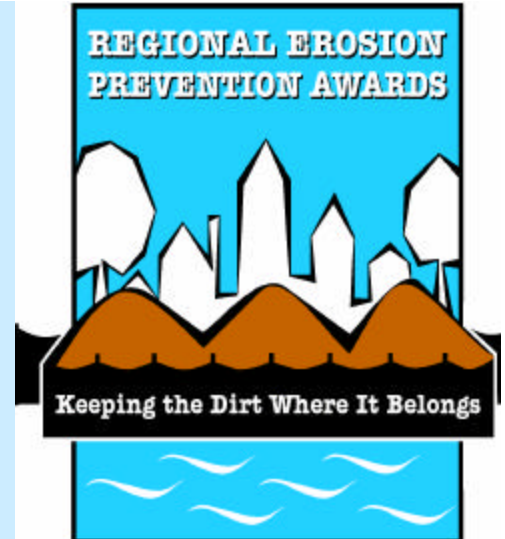 REGIONAL EROSION
PREVENTION AWARDS
Keeping the Dirt Where It Belongs